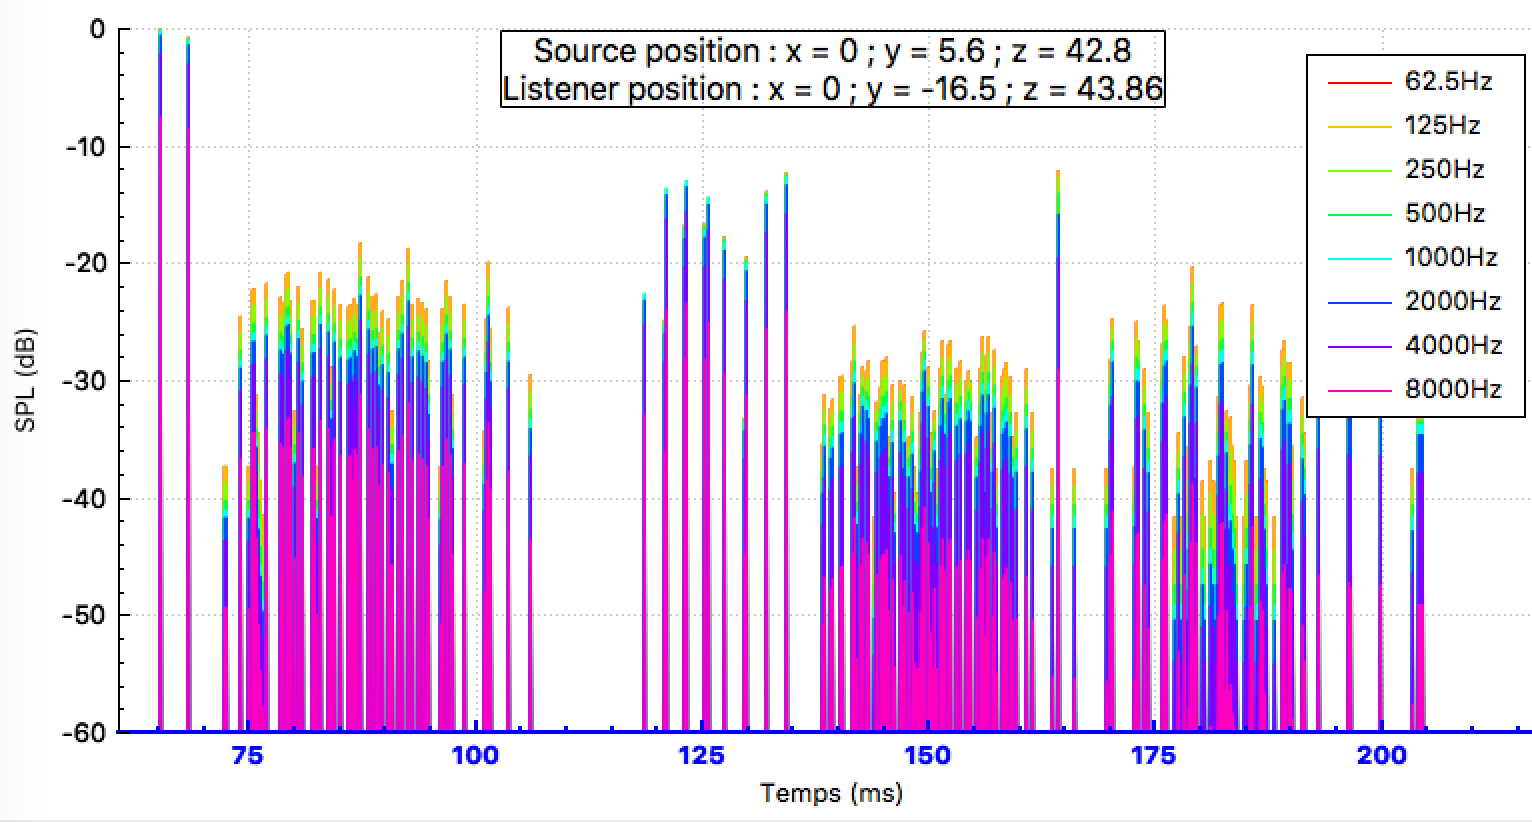 0
-10
-20
-30
-40
-50
-60
SPL (dB)
Source position : x = 0 ; y = 5.6 ; z = 42.8
Listener position : x = 0 ; y = -16.5 ; z = 43.86
62.5Hz
125Hz
250Hz
500Hz
1000Hz
2000Hz
4000Hz
8000Hz
75 100 125 150 175 200
Temps (ms)